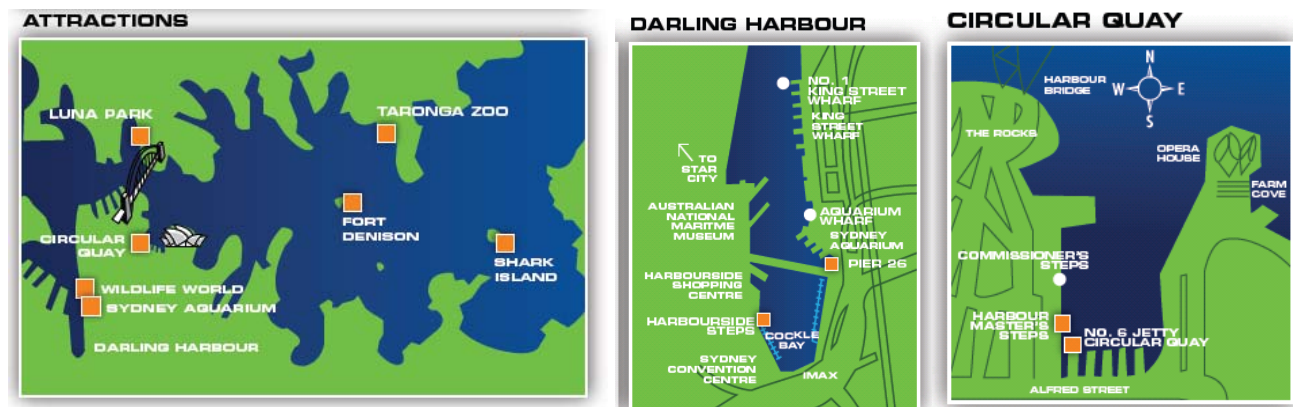 ATTRACTIONS
LUNA PARK
TARONGA ZOO
FORT
DENISON
CIRCULAR
QUAY
SHARK
ISLAND
WILDLIFE WORLD
SYDNEY AQUARIUM
DARLING HARBOUR
DARLING HARBOUR
NO. 1
KING STREET
WHARF
KING
STREET
WHARF
TO
STAR
CITY
AUSTRALIAN
NATIONAL
MARITME
MUSEUM
AQUARIUM
WHARF
SYDNEY
AQUARIUM
PIER 26
HARBOURSIDE
SHOPPING
CENTRE
HARBOURSIDE
STEPS
COCKLE
BAY
SYDNEY
CONVENTION
CENTRE
IMAX
CIRCULAR QUAY
HARBOUR
BRIDGE
N
W
E
S
THE ROCKS
OPERA
HOUSE
FARM
COVE
COMMISSIONER'S
STEPS
HARBOUR
MASTER'S
STEPS
NO. 6 JETTY
CIRCULAR QUAY
ALFRED STREET